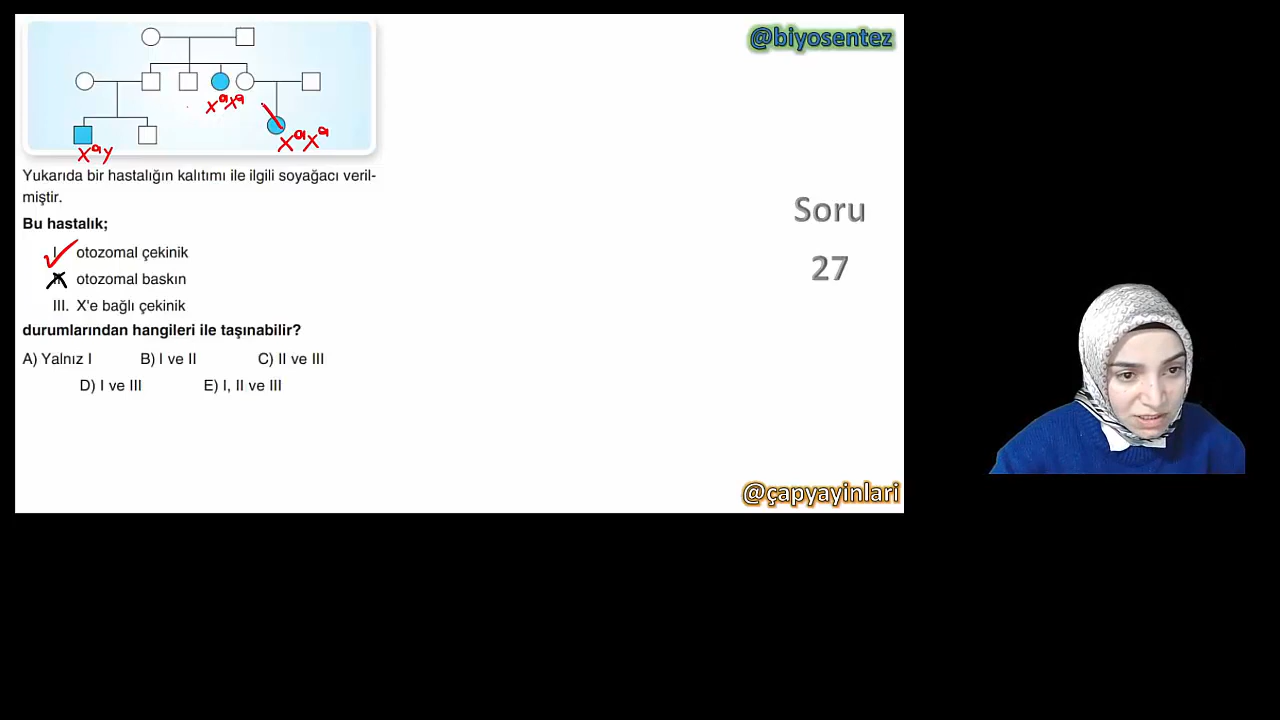 @biyosentez
XᵃXᵃ
XᵃXᵃ
Xᵃy
Yukarıda bir hastalığın kalıtımı ile ilgili soyağacı veril-
miştir.
Bu hastalık;
I. otozomal çekinik
II. otozomal baskın
III. X'e bağlı çekinik
durumlarından hangileri ile taşınabilir?
A) Yalnız I B) I ve II C) II ve III
D) I ve III E) I, II ve III
Soru
27
@çapyayinlari